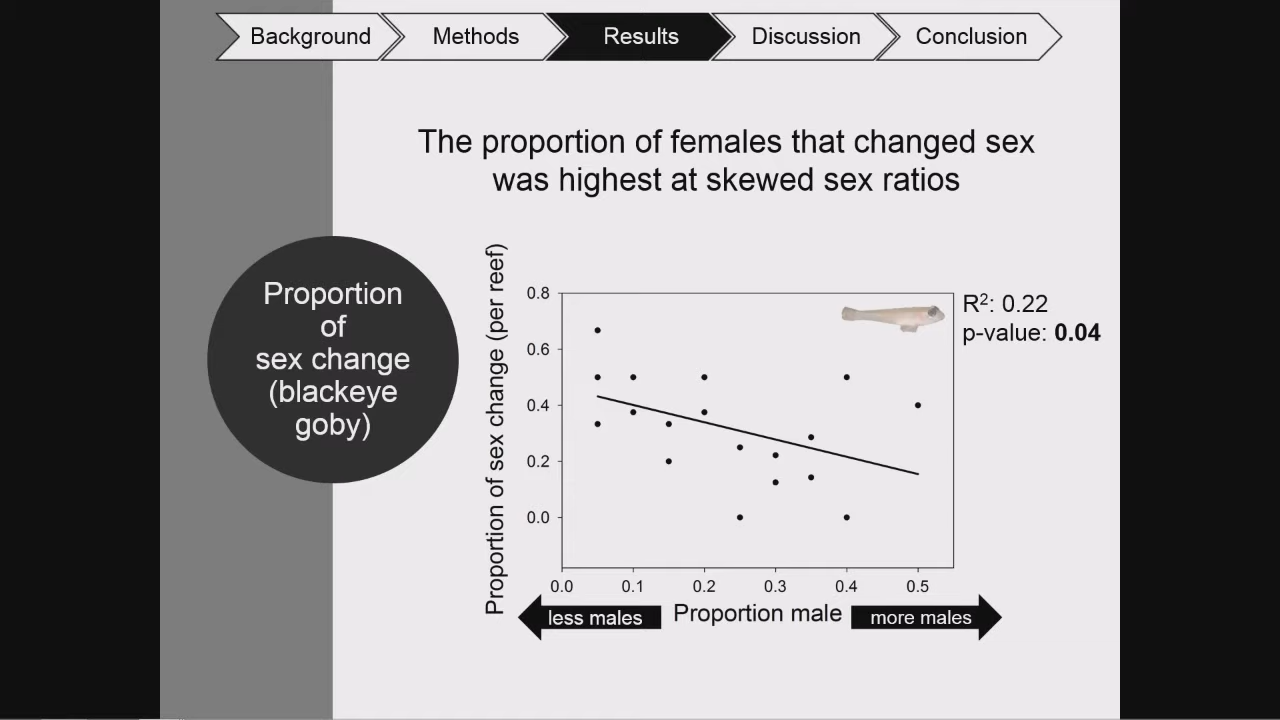 Background
Methods
Results
Discussion
Conclusion
The proportion of females that changed sex
was highest at skewed sex ratios
Proportion
of
sex change
(blackeye
goby)
Proportion of sex change (per reef)
0.8
0.6
0.4
0.2
0.0
R²: 0.22
p-value: 0.04
0.0
0.1
0.2
0.3
0.4
0.5
less males
Proportion male
more males